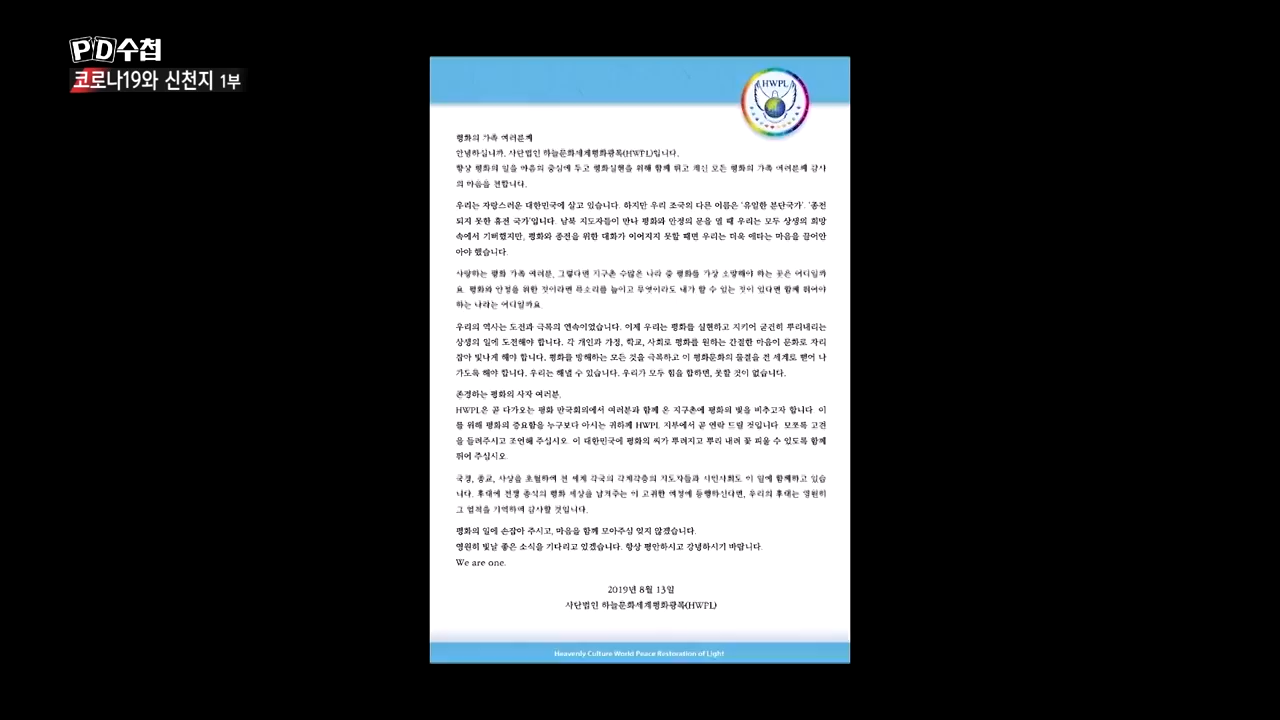 PD수첩
코로나19와 신천지 1부
HWPL
평화의 가족 여러분께
안녕하십니까, 사단법인 하늘문화세계평화광복(HWPL)입니다.
항상 평화의 일을 마음의 중심에 두고 평화실현을 위해 함께 뛰고 계신 모든 평화의 가족 여러분께 감사
의 마음을 전합니다.
우리는 자랑스러운 대한민국에 살고 있습니다. 하지만 우리 조국의 다른 이름은 '유일한 분단국가', '종전
되지 못한 휴전 국가'입니다. 남북 지도자들이 만나 평화와 안정의 문을 열 때 우리는 모두 상생의 희망
속에서 기뻐했지만, 평화와 종전을 위한 대화가 이어지지 못할 때면 우리는 더욱 애타는 마음을 끌어안
아야 했습니다.
사랑하는 평화 가족 여러분, 그렇다면 지구촌 수많은 나라 중 평화를 가장 소망해야 하는 곳은 어디일까
요. 평화와 안정을 위한 것이라면 목소리를 높이고 무엇이라도 내가 할 수 있는 것이 있다면 함께 뛰어야
하는 나라는 어디일까요.
우리의 역사는 도전과 극복의 연속이었습니다. 이제 우리는 평화를 실현하고 지키어 굳건히 뿌리내리는
상생의 일에 도전해야 합니다. 각 개인과 가정, 학교, 사회로 평화를 원하는 간절한 마음이 문화로 자리
잡아 빛나게 해야 합니다. 평화를 방해하는 모든 것을 극복하고 이 평화문화의 물결을 전 세계로 뻗어 나
가도록 해야 합니다. 우리는 해낼 수 있습니다. 우리가 모두 힘을 합하면, 못할 것이 없습니다.
존경하는 평화의 사자 여러분,
HWPL은 곧 다가오는 평화 만국회의에서 여러분과 함께 온 지구촌에 평화의 빛을 비추고자 합니다. 이
를 위해 평화의 중요함을 누구보다 아시는 귀하께 HWPL 지부에서 곧 연락 드릴 것입니다. 모쪼록 고견
을 들려주시고 조언해 주십시오. 이 대한민국에 평화의 씨가 뿌려지고 뿌리 내려 꽃 피울 수 있도록 함께
뛰어 주십시오.
국경, 종교, 사상을 초월하여 전 세계 각국의 각계각층의 지도자들과 시민사회도 이 일에 함께하고 있습
니다. 후대에 전쟁 종식의 평화 세상을 남겨주는 이 고귀한 여정에 동행하신다면, 우리의 후대는 영원히
그 업적을 기억하며 감사할 것입니다.
평화의 일에 손잡아 주시고, 마음을 함께 모아주심 잊지 않겠습니다.
영원히 빛날 좋은 소식을 기다리고 있겠습니다. 항상 평안하시고 강녕하시기 바랍니다.
We are one.
2019년 8월 13일
사단법인 하늘문화세계평화광복(HWPL)
Heavenly Culture World Peace Restoration of Light